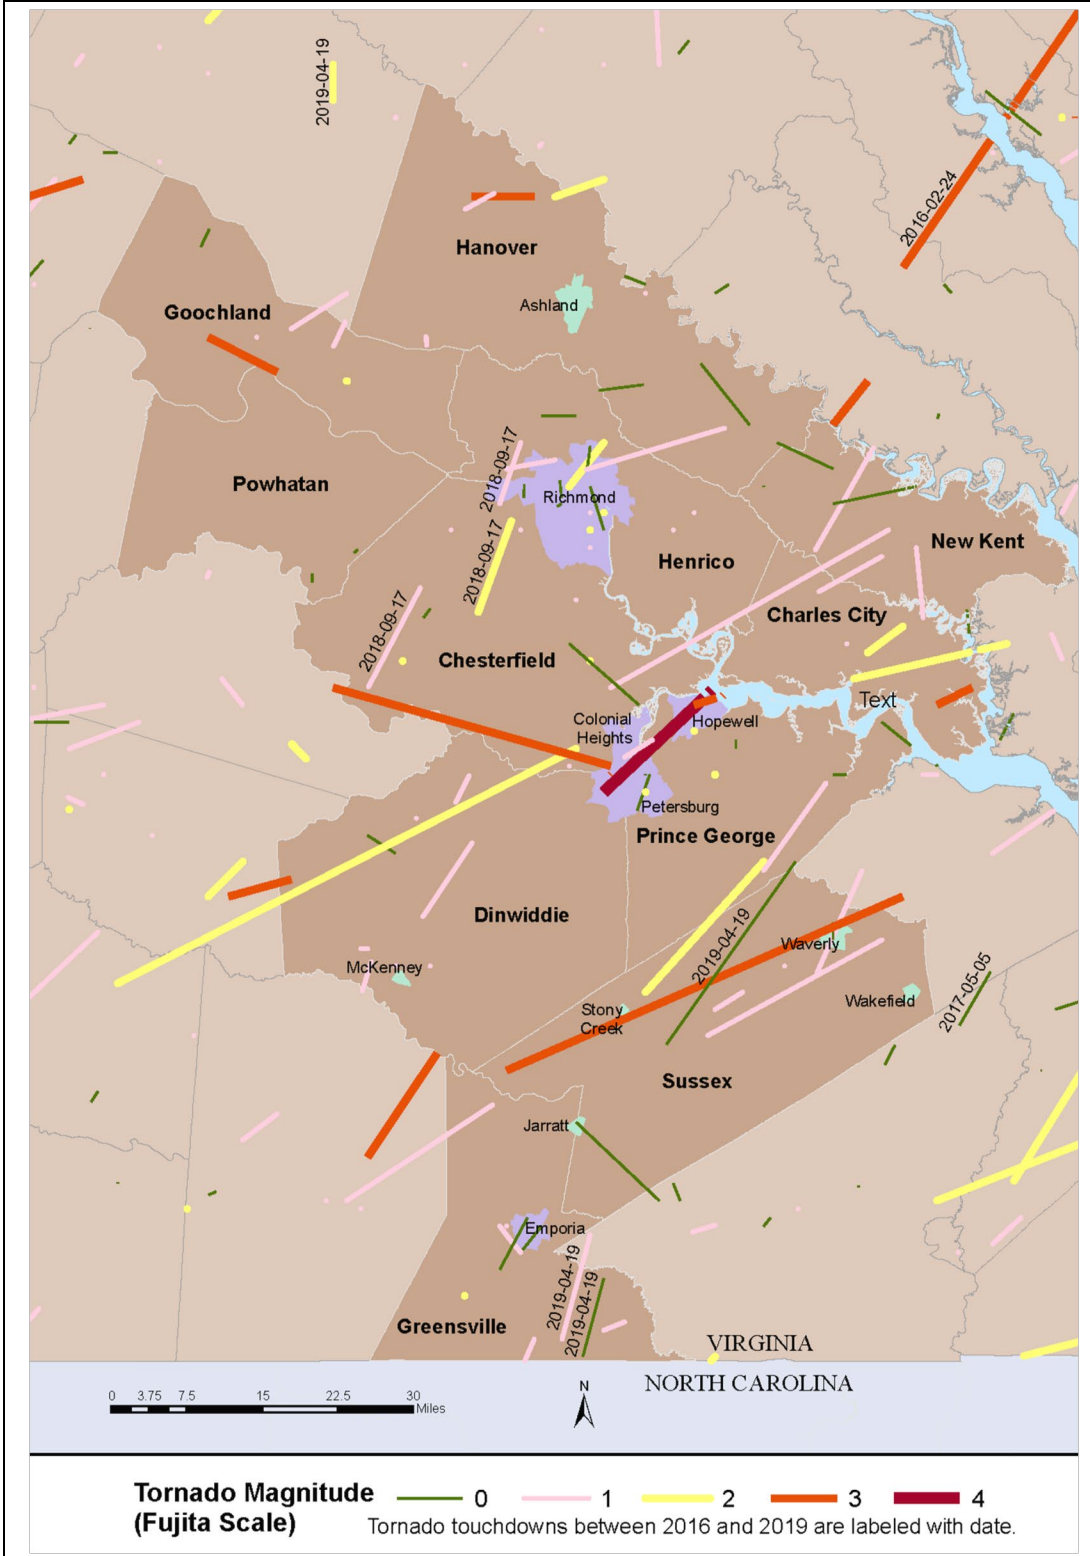 2019-04-19
2016-02-24
Hanover
Ashland
Goochland
2018-09-17
Powhatan
Richmond
2018-09-17
New Kent
Henrico
2018-09-17
Charles City
Chesterfield
Text
Colonial
Heights
Hopewell
Petersburg
Prince George
Dinwiddie
2019-04-19
Waverly
McKenney
2017-05-05
Wakefield
Stony
Creek
Sussex
Jarratt
Emporia
2019-04-19
2019-04-19
Greensville
VIRGINIA
NORTH CAROLINA
0 3.75 7.5 15 22.5 30
Miles
N
Tornado Magnitude
(Fujita Scale)
0 1 2 3 4
Tornado touchdowns between 2016 and 2019 are labeled with date.